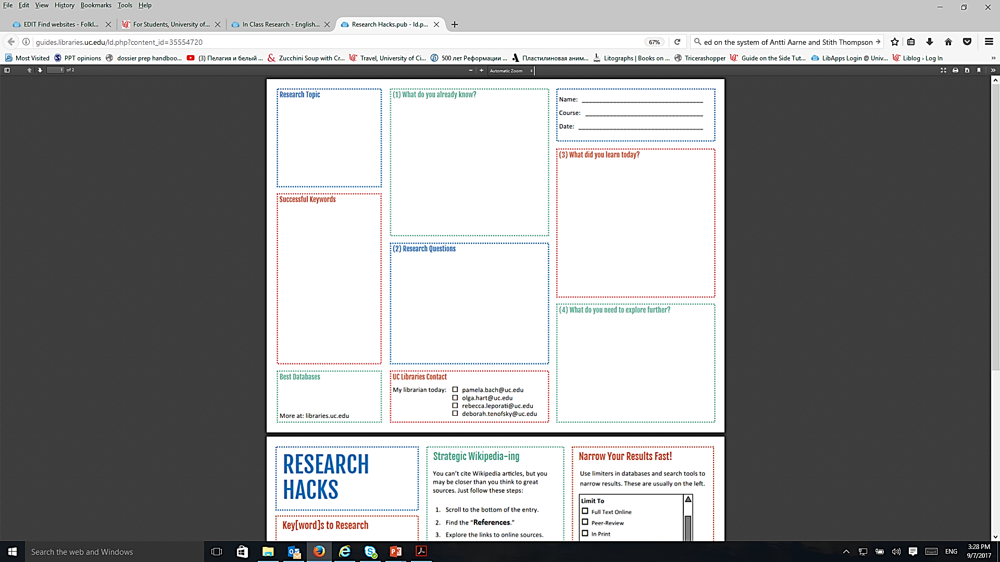 File Edit View History Bookmarks Tools Help
EDIT Find websites - Folkl... For Students, University of... In Class Research - English... Research Hacks.pub - ld.p...
guides.libraries.uc.edu/ld.php?content_id=35554720 67% ed on the system of Antti Aarne and Stith Thompson
Most Visited PPT opinions dossier prep handboo... (3) Пелагия и белый ... Zucchini Soup with Cr... Travel, University of Ci... 500 лет Реформации ... Пластилиновая аним... Litographs | Books on ... Tricerashopper Guide on the Side Tut... LibApps Login @ Univ... Liblog › Log In
1 of 2 Automatic Zoom
Research Topic
Successful Keywords
Best Databases
More at: libraries.uc.edu
(1) What do you already know?
(2) Research Questions
UC Libraries Contact
My librarian today: pamela.bach@uc.edu
olga.hart@uc.edu
rebecca.leporati@uc.edu
deborah.tenofsky@uc.edu
Name:
Course:
Date:
(3) What did you learn today?
(4) What do you need to explore further?
RESEARCH
HACKS
Key[word]s to Research
Strategic Wikipedia-ing
You can't cite Wikipedia articles, but you
may be closer than you think to great
sources. Just follow these steps:
1. Scroll to the bottom of the entry.
2. Find the “References.”
3. Explore the links to online sources.
Narrow Your Results Fast!
Use limiters in databases and search tools to
narrow results. These are usually on the left.
Limit To
Full Text Online
Peer-Review
In Print
Search the web and Windows
ENG
3:28 PM
9/7/2017